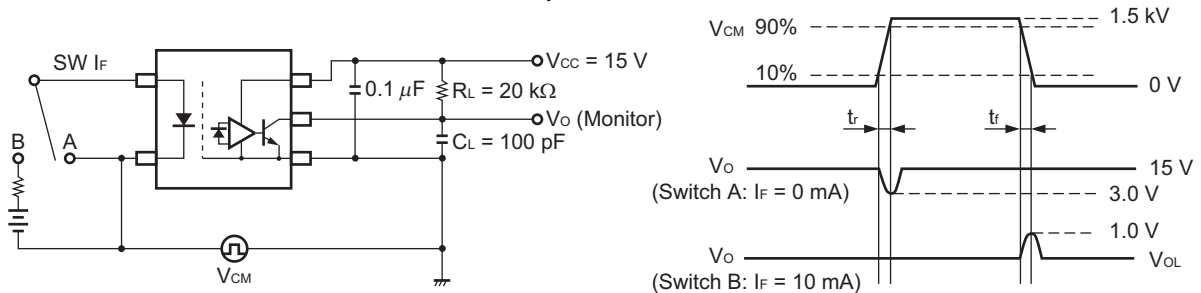 SW IF
B
A
VCC = 15 V
0.1 μF
RL = 20 kΩ
VO (Monitor)
CL = 100 pF
VCM
VCM 90%
1.5 kV
10%
0 V
tr
tf
VO
15 V
(Switch A: IF = 0 mA)
3.0 V
1.0 V
VO
VOL
(Switch B: IF = 10 mA)